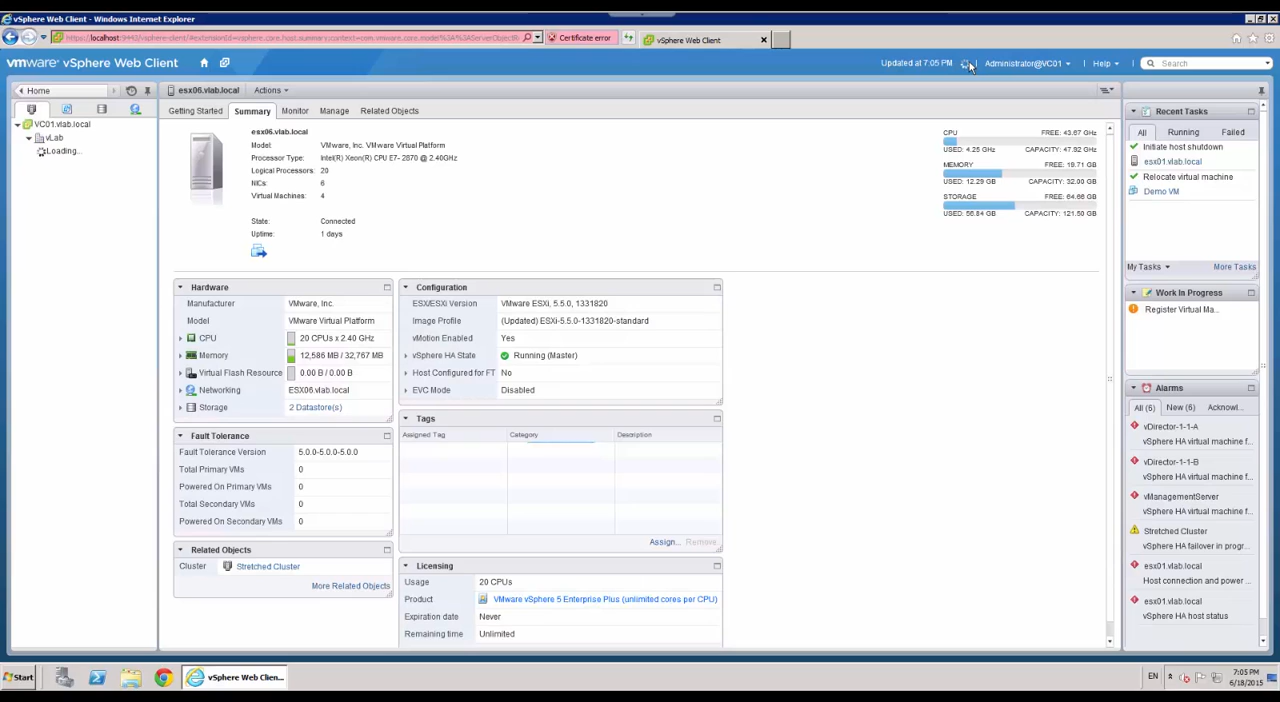 vSphere Web Client - Windows Internet Explorer
Certificate error
vSphere Web Client
vmware® vSphere Web Client
Updated at 7:05 PM
Administrator@VC01
Help
Search
Home
VC01.vlab.local
vLab
Loading...
esx06.vlab.local
Actions
Getting Started
Summary
Monitor
Manage
Related Objects
esx06.vlab.local
Model: VMware, Inc. VMware Virtual Platform
Processor Type: Intel(R) Xeon(R) CPU E7- 2870 @ 2.40GHz
Logical Processors: 20
NICs: 6
Virtual Machines: 4
State: Connected
Uptime: 1 days
CPU FREE: 43.67 GHz
USED: 4.25 GHz CAPACITY: 47.92 GHz
MEMORY FREE: 19.71 GB
USED: 12.29 GB CAPACITY: 32.00 GB
STORAGE FREE: 64.66 GB
USED: 56.84 GB CAPACITY: 121.50 GB
Hardware
Manufacturer VMware, Inc.
Model VMware Virtual Platform
CPU 20 CPUs x 2.40 GHz
Memory 12,586 MB / 32,767 MB
Virtual Flash Resource 0.00 B / 0.00 B
Networking ESX06.vlab.local
Storage 2 Datastore(s)
Fault Tolerance
Fault Tolerance Version 5.0.0-5.0.0-5.0.0
Total Primary VMs 0
Powered On Primary VMs 0
Total Secondary VMs 0
Powered On Secondary VMs 0
Related Objects
Cluster Stretched Cluster
More Related Objects
Configuration
ESX/ESXi Version VMware ESXi, 5.5.0, 1331820
Image Profile (Updated) ESXi-5.5.0-1331820-standard
vMotion Enabled Yes
vSphere HA State Running (Master)
Host Configured for FT No
EVC Mode Disabled
Tags
Assigned Tag Category Description
Assign... Remove
Licensing
Usage 20 CPUs
Product VMware vSphere 5 Enterprise Plus (unlimited cores per CPU)
Expiration date Never
Remaining time Unlimited
Recent Tasks
All Running Failed
Initiate host shutdown
esx01.vlab.local
Relocate virtual machine
Demo VM
My Tasks More Tasks
Work In Progress
Register Virtual Ma...
Alarms
All (6) New (6) Acknowl...
vDirector-1-1-A
vSphere HA virtual machine f...
vDirector-1-1-B
vSphere HA virtual machine f...
vManagementServer
vSphere HA virtual machine f...
Stretched Cluster
vSphere HA failover in progr...
esx01.vlab.local
Host connection and power ...
esx01.vlab.local
vSphere HA host status
Start
vSphere Web Clien...
EN
7:05 PM
6/18/2015